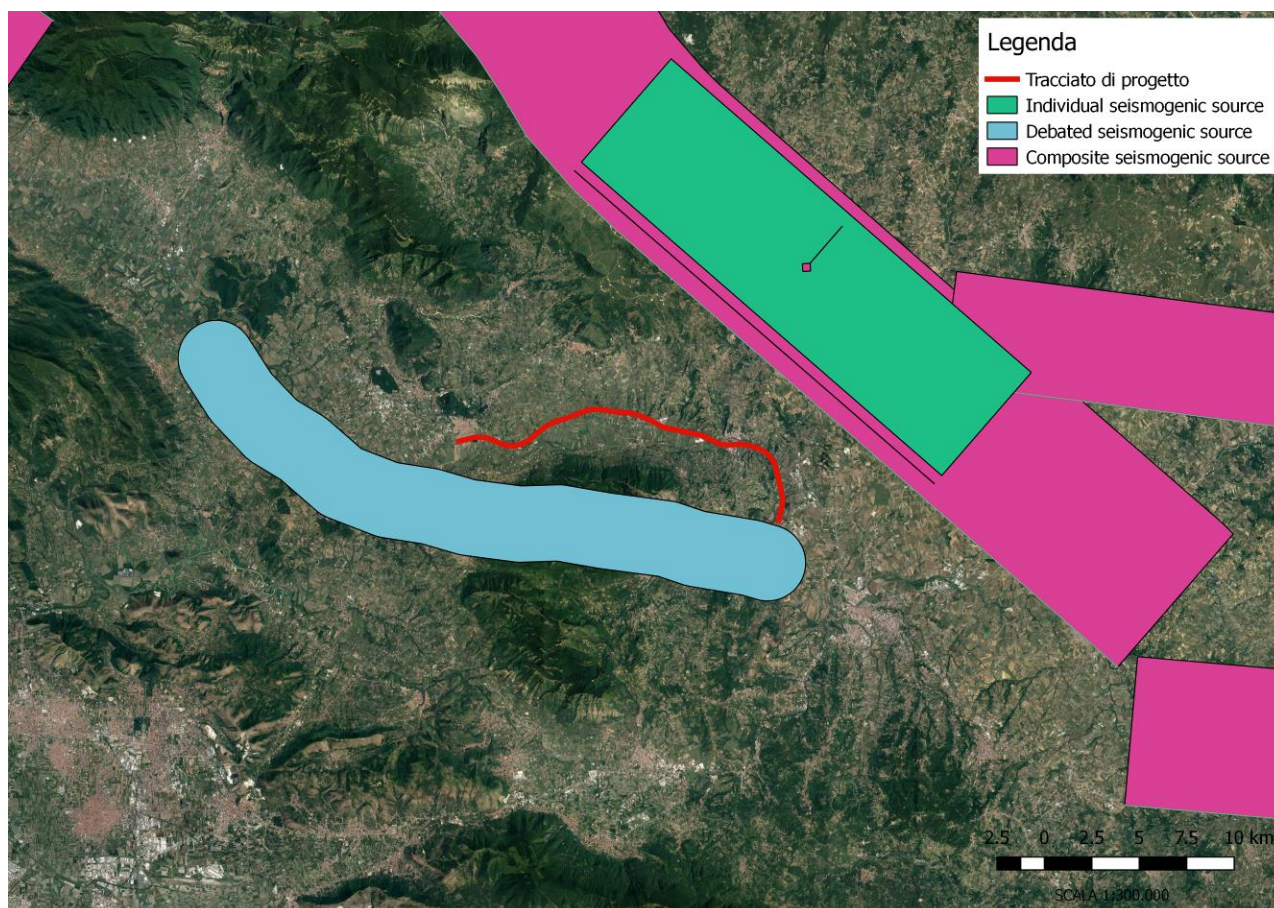 Legenda
Tracciato di progetto
Individual seismogenic source
Debated seismogenic source
Composite seismogenic source
2.5 0 2.5 5 7.5 10 km
SCALA 1:300.000